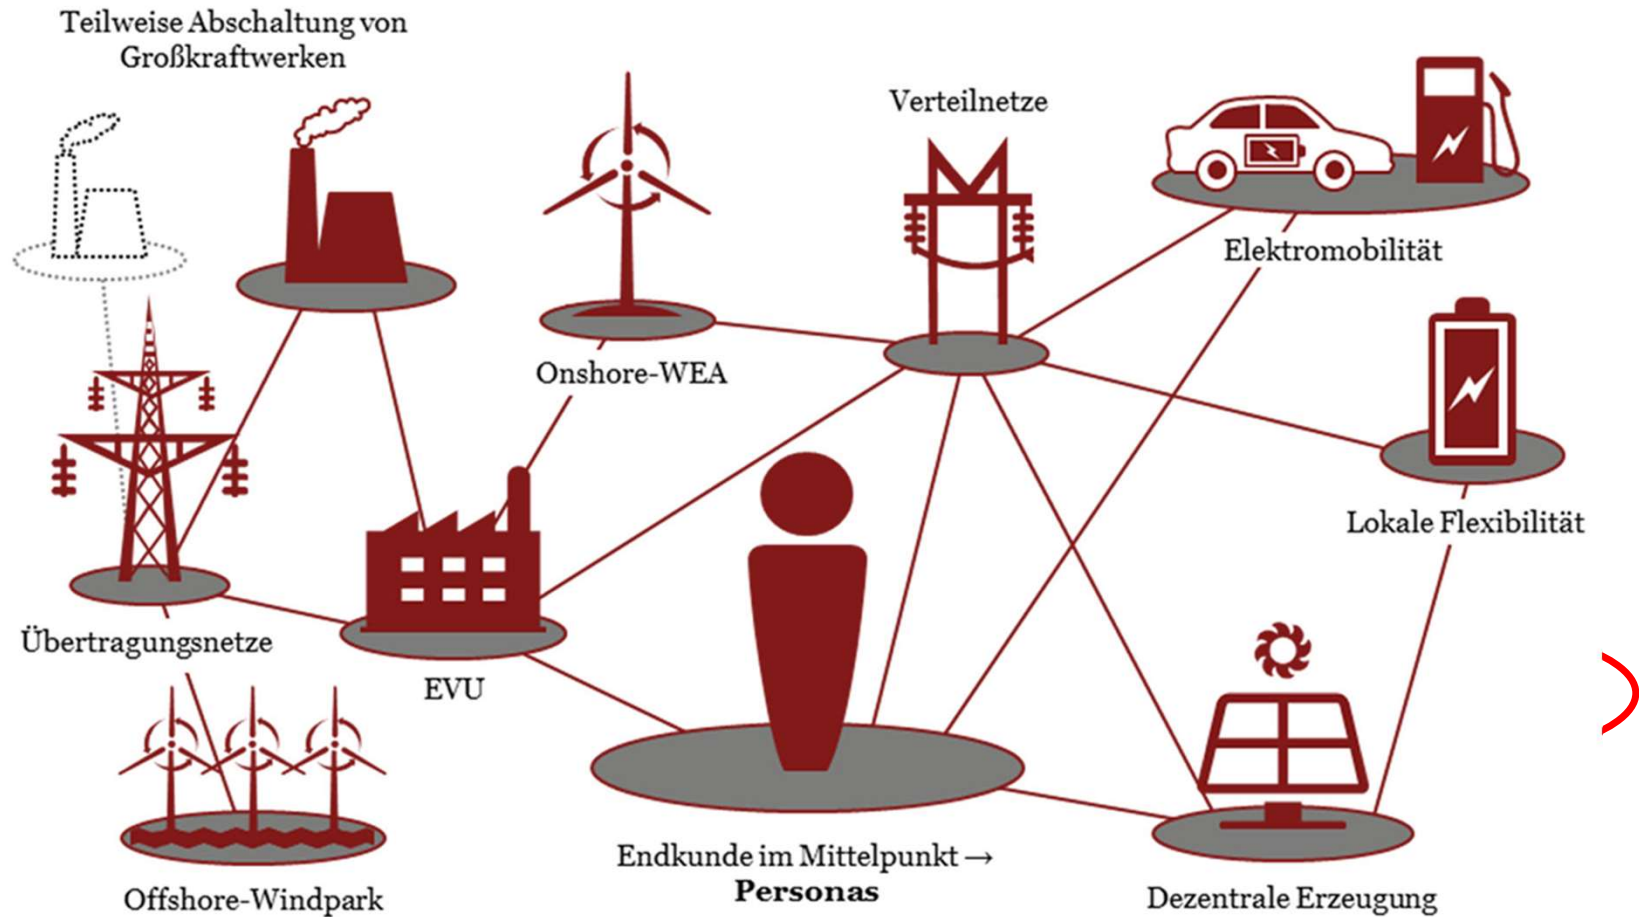 Teilweise Abschaltung von
Großkraftwerken
Verteilnetze
Elektromobilität
Onshore-WEA
Lokale Flexibilität
Übertragungsnetze
EVU
Endkunde im Mittelpunkt →
Personas
Offshore-Windpark
Dezentrale Erzeugung